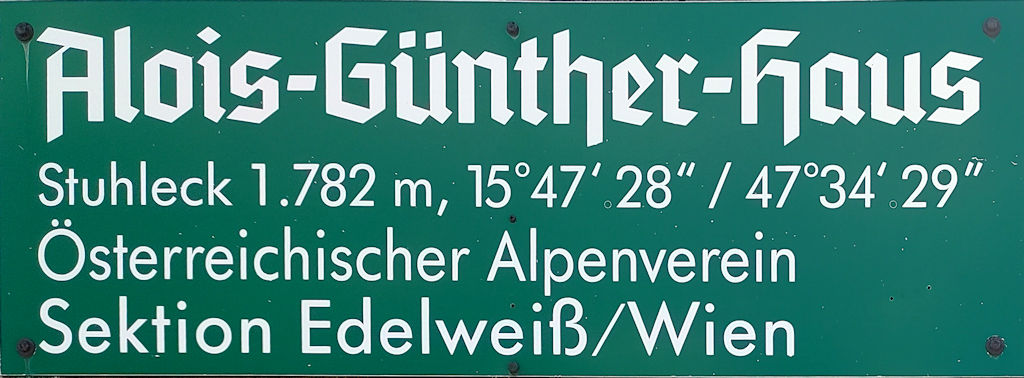 Alois-Günther-Haus
Stuhleck 1.782 m, 15°47‘ 28“ / 47°34‘ 29”
Österreichischer Alpenverein
Sektion Edelweiß/Wien